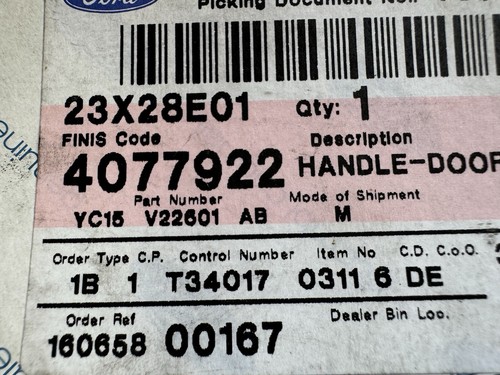 Ford
Picking Document
23X28E01 Qty: 1
FINIS Code Description
4077922 HANDLE-DOOR
Part Number Mode of Shipment
YC15 V22601 AB M
Order Type C.P. Control Number Item No C.D. C.o.O.
1B 1 T34017 0311 6 DE
Order Ref Dealer Bin Loc.
160658 00167